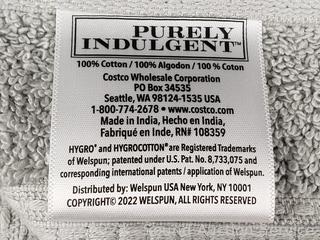 PURELY
INDULGENT™
100% Cotton / 100% Algodon / 100 % Coton
Costco Wholesale Corporation
PO Box 34535
Seattle, WA 98124-1535 USA
1-800-774-2678 • www.costco.com
Made in India, Hecho en India,
Fabriqué en Inde, RN# 108359
HYGRO® and HYGROCOTTON® are Registered Trademarks
of Welspun; patented under U.S. Pat. No. 8,733,075 and
corresponding international patents / application of Welspun.
Distributed by: Welspun USA New York, NY 10001
COPYRIGHT© 2022 WELSPUN, ALL RIGHTS RESERVED